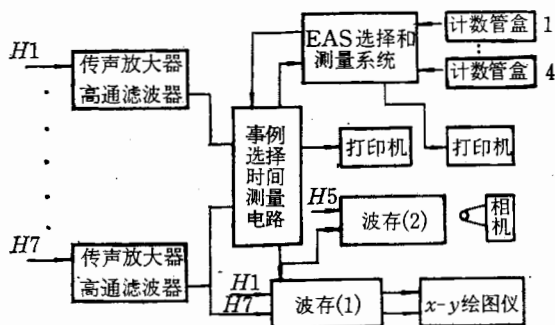 H1
传声放大器
高通滤波器
H7
传声放大器
高通滤波器
事例
选择
时间
测量
电路
EAS选择和
测量系统
计数管盒 1
计数管盒 4
打印机
打印机
H5
波存(2)
相
机
H1
H7
波存(1)
x-y绘图仪